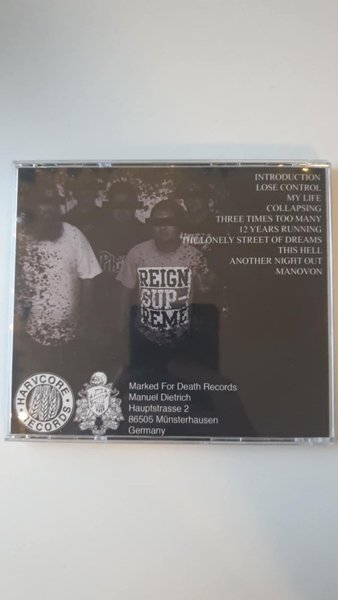 INTRODUCTION
LOSE CONTROL
MY LIFE
COLLAPSING
THREE TIMES TOO MANY
12 YEARS RUNNING
THE LONELY STREET OF DREAMS
THIS HELL
ANOTHER NIGHT OUT
MANOVON
REIGN
SUP-
REME
HARVCORE
RECORDS
Marked For Death Records
Manuel Dietrich
Hauptstrasse 2
86505 Münsterhausen
Germany